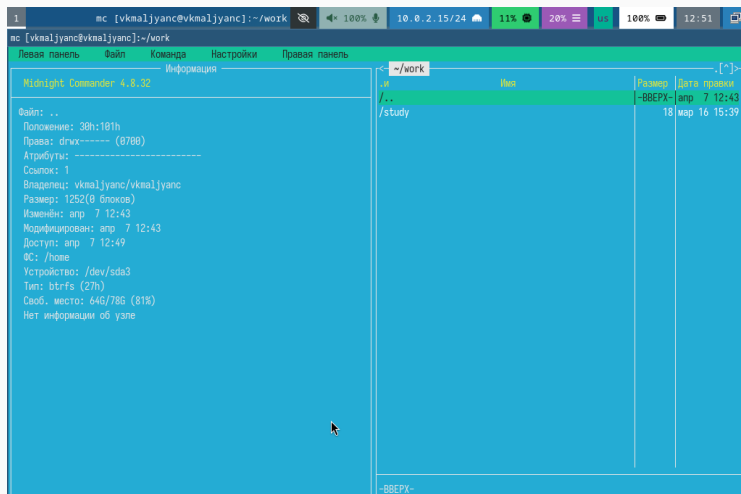 1 mc [vkmaljyanc@vkmaljyanc]:~/work 100% 10.0.2.15/24 11% 20% us 100% 12:51
mc [vkmaljyanc@vkmaljyanc]:~/work
Левая панель Файл Команда Настройки Правая панель
Информация
Midnight Commander 4.8.32
Файл: ..
Положение: 30h:101h
Права: drwx------ (0700)
Атрибуты: -------------------------
Ссылок: 1
Владелец: vkmaljyanc/vkmaljyanc
Размер: 1252(0 блоков)
Изменён: апр 7 12:43
Модифицирован: апр 7 12:43
Доступ: апр 7 12:49
ФС: /home
Устройство: /dev/sda3
Тип: btrfs (27h)
Своб. место: 64G/78G (81%)
Нет информации об узле
<— ~/work .[^]>
.и Имя Размер Дата правки
/.. -ВВЕРХ- апр 7 12:43
/study 18 мар 16 15:39
-ВВЕРХ-